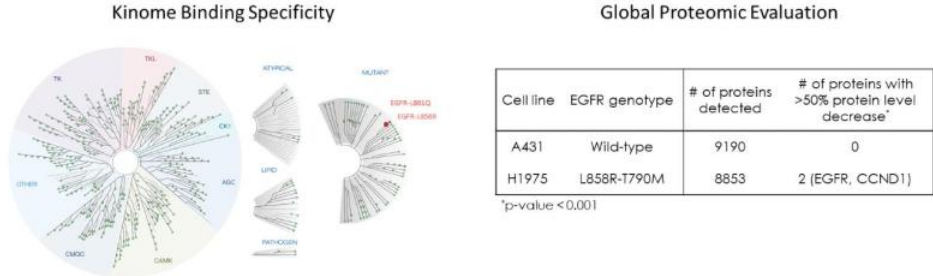 Kinome Binding Specificity
Global Proteomic Evaluation
TK
TKL
STE
CK1
AGC
CAMK
CMGC
OTHER
ATYPICAL
LIPID
PATHOGEN
MUTANT
EGFR-L861Q
EGFR-L858R
Cell line EGFR genotype # of proteins detected # of proteins with >50% protein level decrease*
A431 Wild-type 9190 0
H1975 L858R-T790M 8853 2 (EGFR, CCND1)
*p-value <0.001